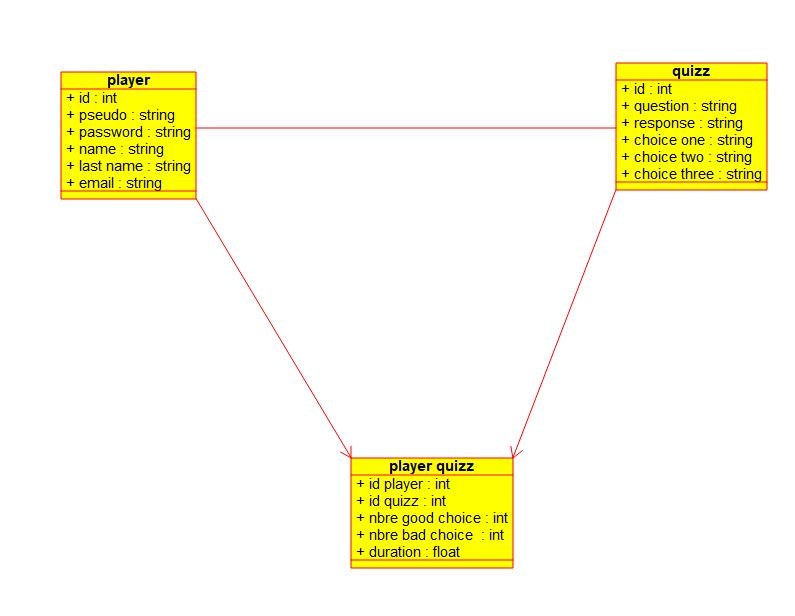 player
+ id : int
+ pseudo : string
+ password : string
+ name : string
+ last name : string
+ email : string
quizz
+ id : int
+ question : string
+ response : string
+ choice one : string
+ choice two : string
+ choice three : string
player quizz
+ id player : int
+ id quizz : int
+ nbre good choice : int
+ nbre bad choice  : int
+ duration : float